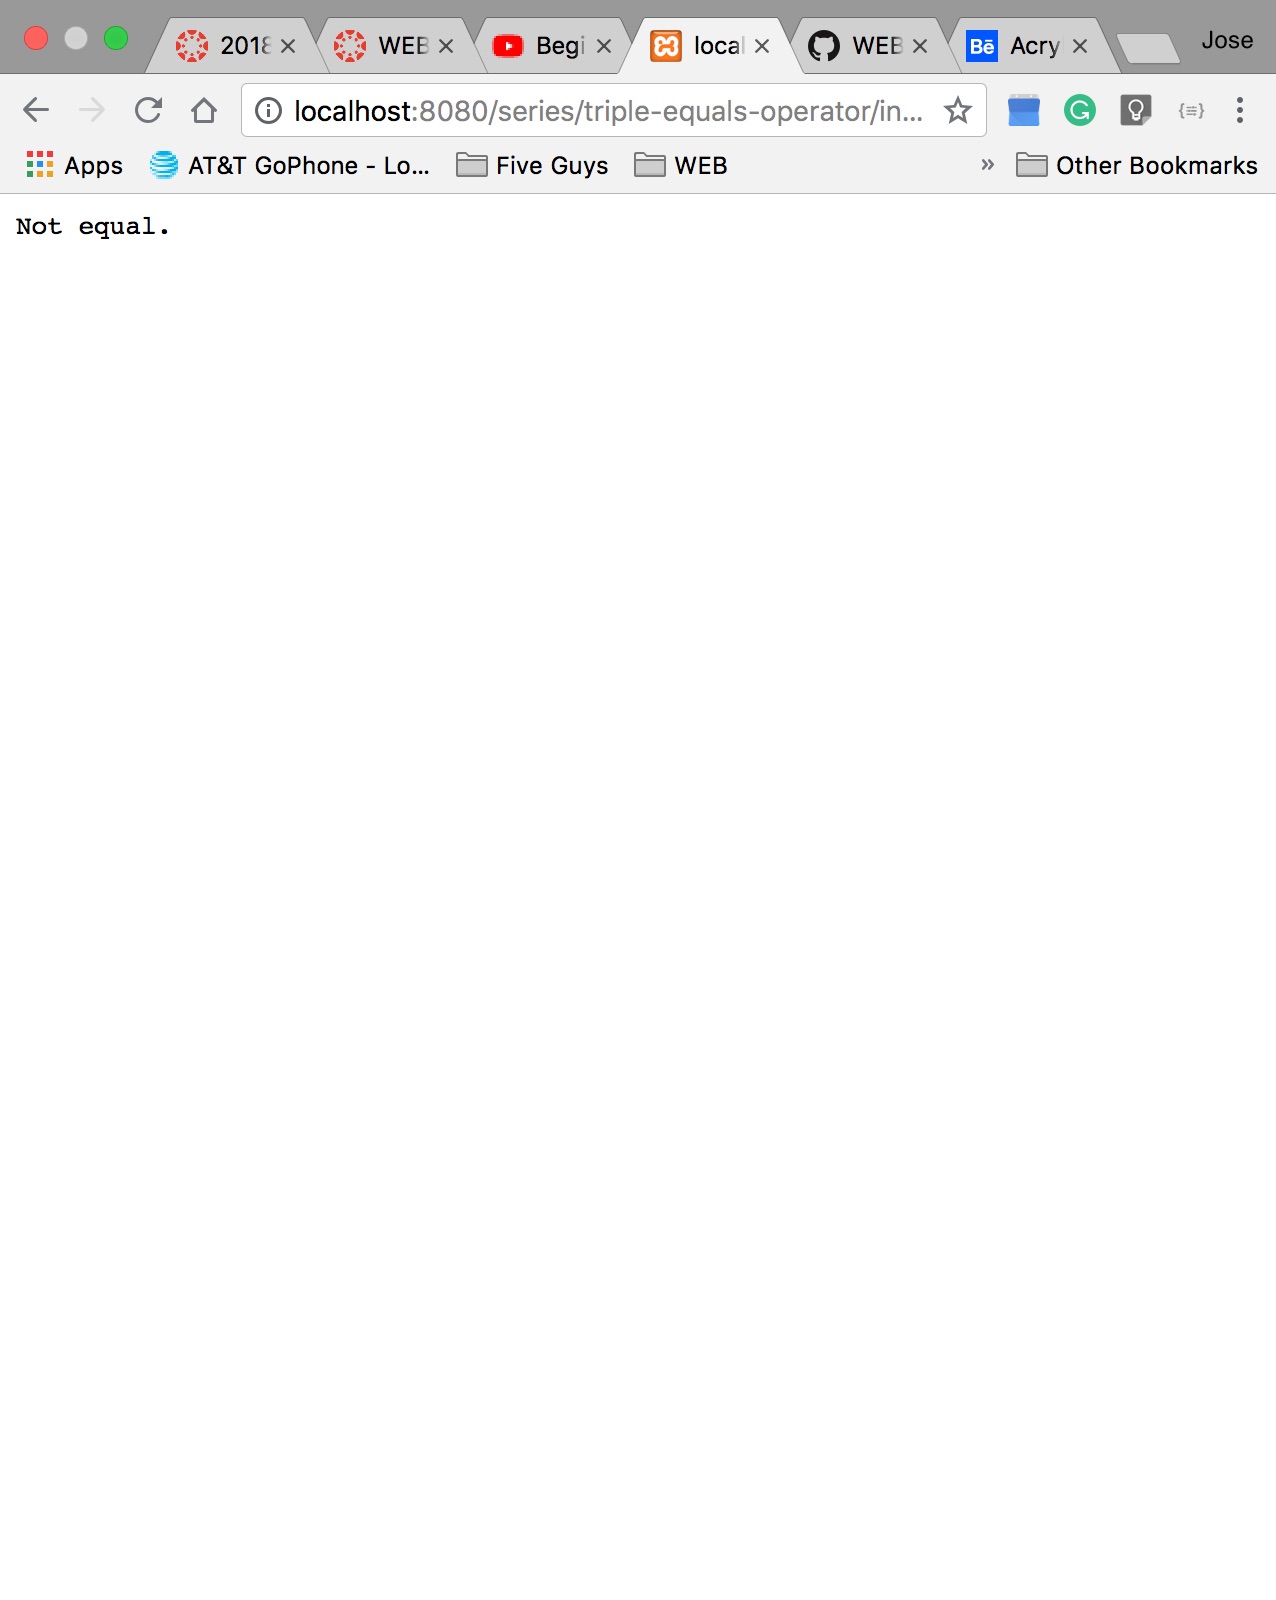 2018 WEB Begi local WEB Acry Jose
localhost:8080/series/triple-equals-operator/in...
Apps AT&T GoPhone - Lo... Five Guys WEB » Other Bookmarks
Not equal.